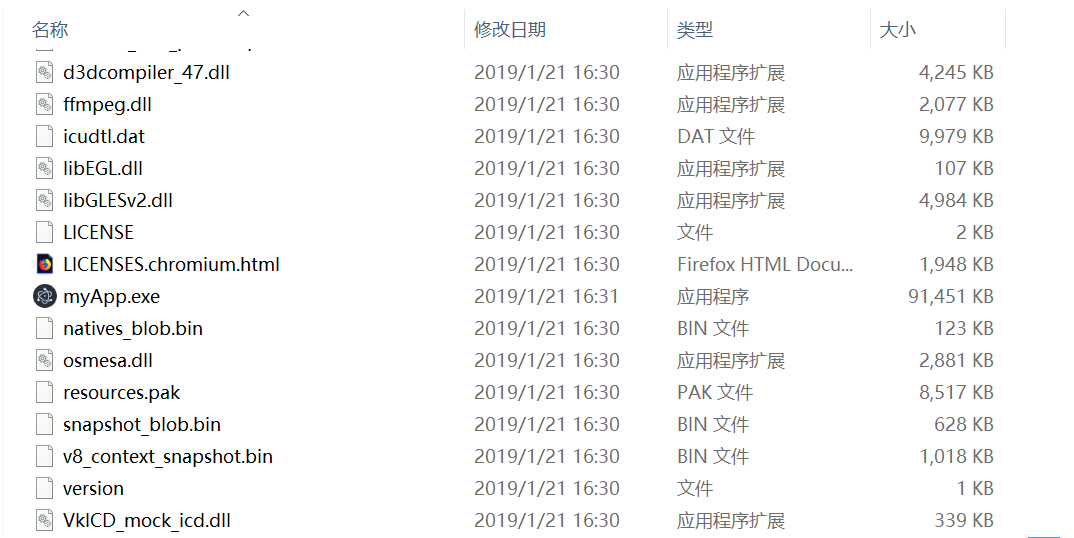 名称 修改日期 类型 大小
d3dcompiler_47.dll 2019/1/21 16:30 应用程序扩展 4,245 KB
ffmpeg.dll 2019/1/21 16:30 应用程序扩展 2,077 KB
icudtl.dat 2019/1/21 16:30 DAT 文件 9,979 KB
libEGL.dll 2019/1/21 16:30 应用程序扩展 107 KB
libGLESv2.dll 2019/1/21 16:30 应用程序扩展 4,984 KB
LICENSE 2019/1/21 16:30 文件 2 KB
LICENSES.chromium.html 2019/1/21 16:30 Firefox HTML Docu... 1,948 KB
myApp.exe 2019/1/21 16:31 应用程序 91,451 KB
natives_blob.bin 2019/1/21 16:30 BIN 文件 123 KB
osmesa.dll 2019/1/21 16:30 应用程序扩展 2,881 KB
resources.pak 2019/1/21 16:30 PAK 文件 8,517 KB
snapshot_blob.bin 2019/1/21 16:30 BIN 文件 628 KB
v8_context_snapshot.bin 2019/1/21 16:30 BIN 文件 1,018 KB
version 2019/1/21 16:30 文件 1 KB
VkICD_mock_icd.dll 2019/1/21 16:30 应用程序扩展 339 KB